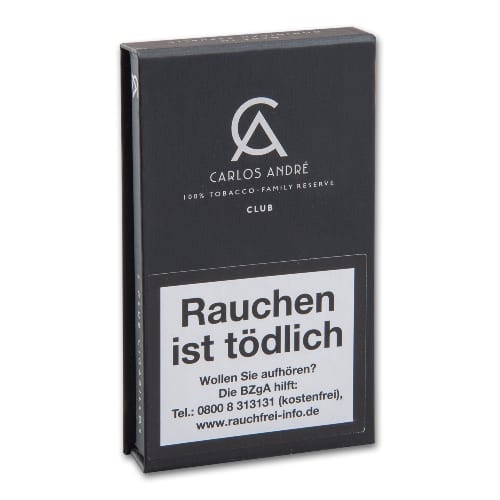 CA
CARLOS ANDRÉ
100% TOBACCO · FAMILY RESERVE
CLUB
Rauchen
ist tödlich
Wollen Sie aufhören?
Die BZgA hilft:
Tel.: 0800 8 313131 (kostenfrei),
www.rauchfrei-info.de